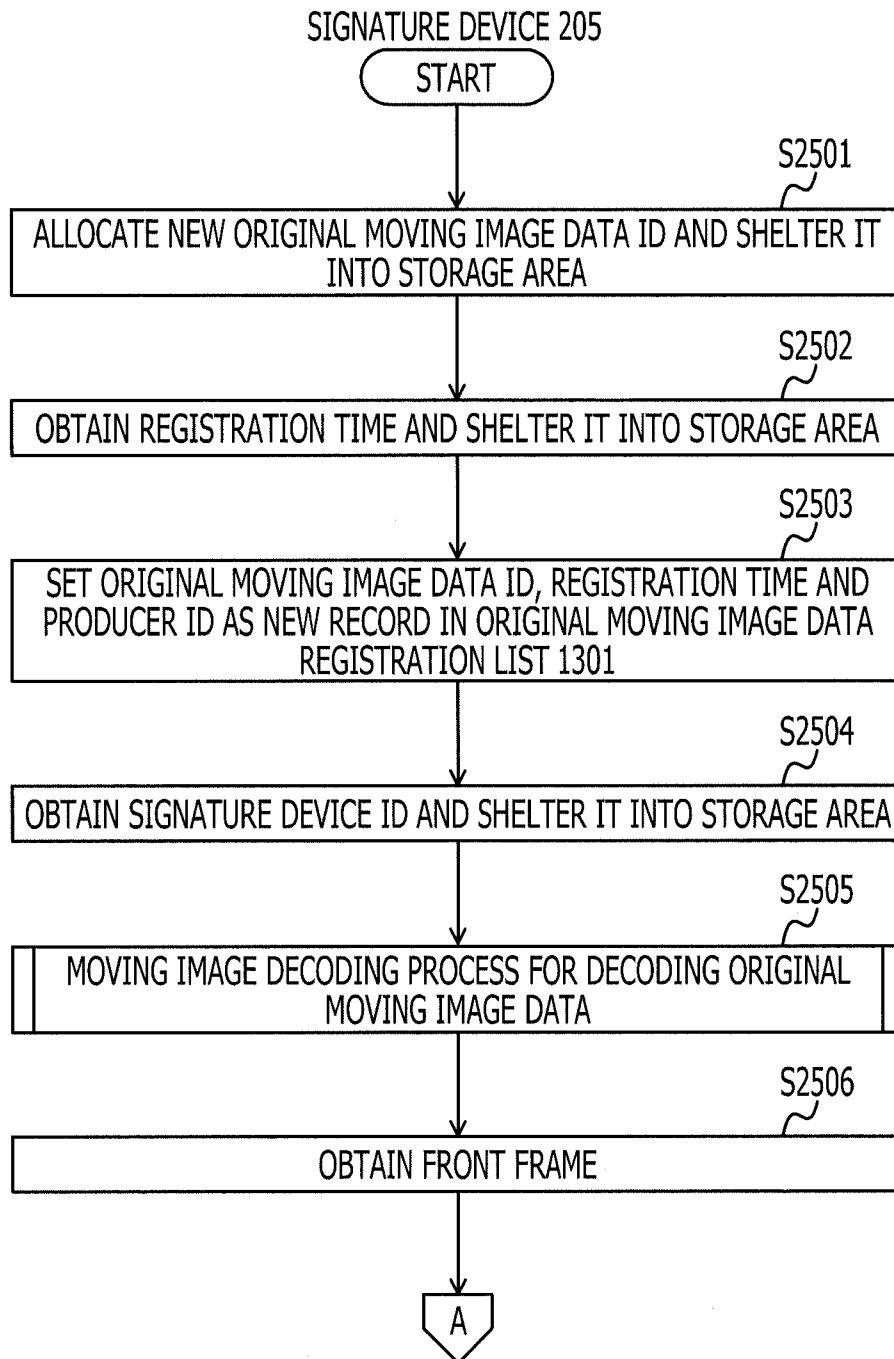 SIGNATURE DEVICE 205
START
S2501
ALLOCATE NEW ORIGINAL MOVING IMAGE DATA ID AND SHELTER IT
INTO STORAGE AREA
S2502
OBTAIN REGISTRATION TIME AND SHELTER IT INTO STORAGE AREA
S2503
SET ORIGINAL MOVING IMAGE DATA ID, REGISTRATION TIME AND
PRODUCER ID AS NEW RECORD IN ORIGINAL MOVING IMAGE DATA
REGISTRATION LIST 1301
S2504
OBTAIN SIGNATURE DEVICE ID AND SHELTER IT INTO STORAGE AREA
S2505
MOVING IMAGE DECODING PROCESS FOR DECODING ORIGINAL
MOVING IMAGE DATA
S2506
OBTAIN FRONT FRAME
A